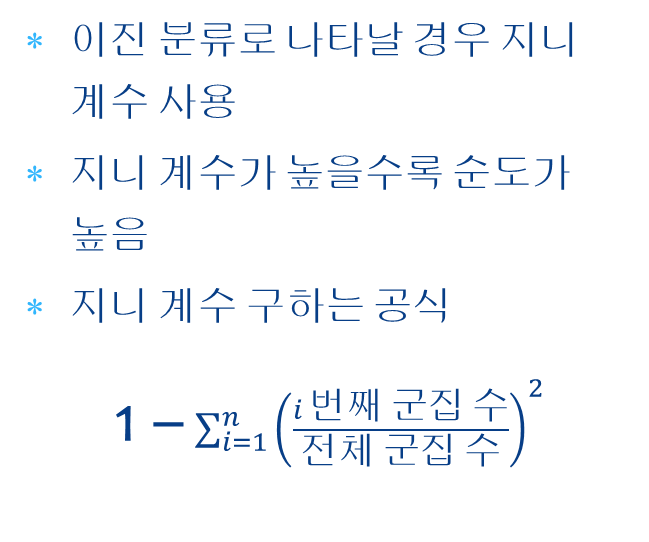 * 이진 분류로 나타날 경우 지니
계수 사용
* 지니 계수가 높을수록 순도가
높음
* 지니 계수 구하는 공식
1 − ∑ⁿᵢ₌₁ (i 번째 군집 수 / 전체 군집 수)²